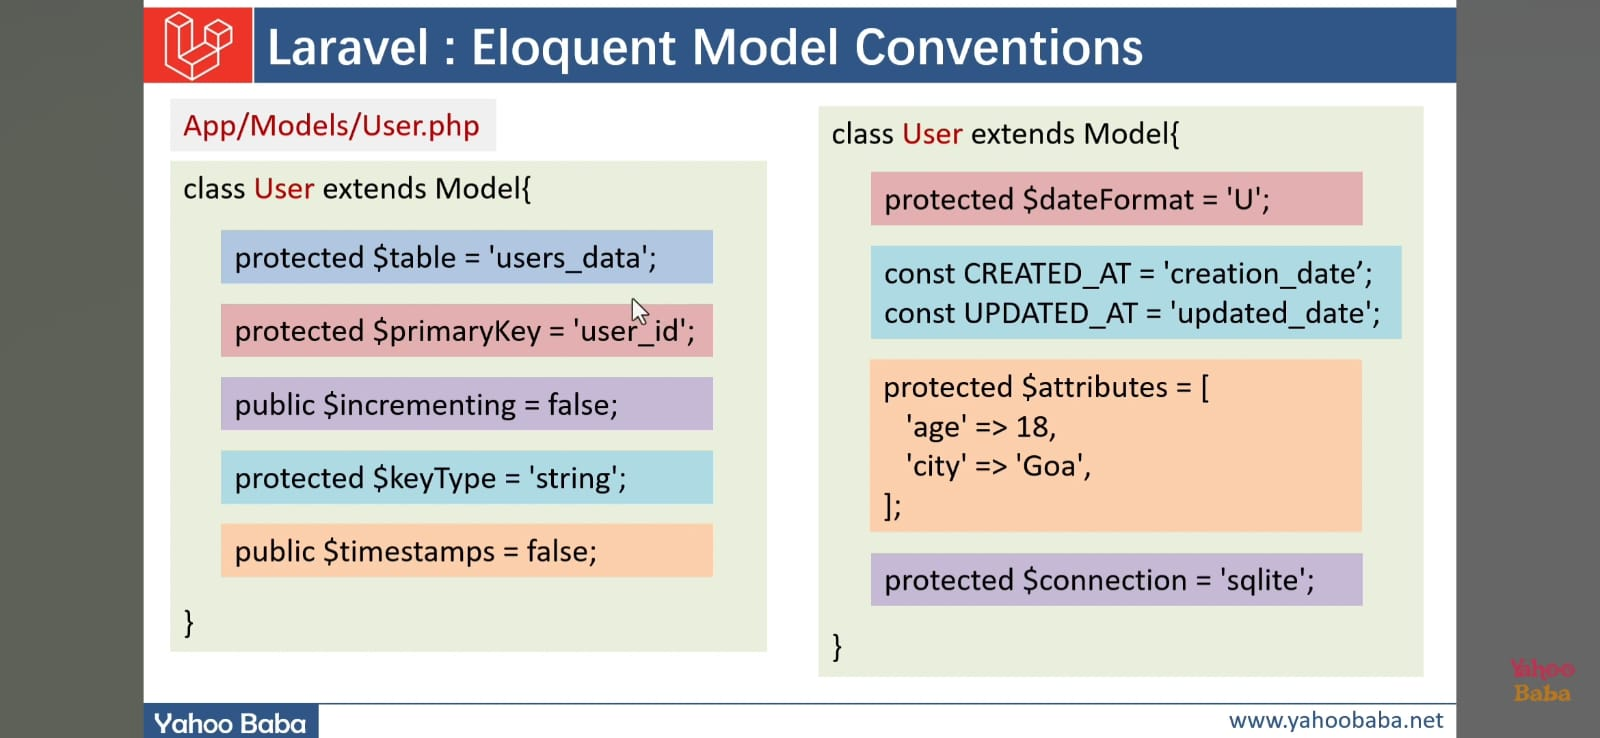 Laravel : Eloquent Model Conventions
App/Models/User.php
class User extends Model{
protected $table = 'users_data';
protected $primaryKey = 'user_id';
public $incrementing = false;
protected $keyType = 'string';
public $timestamps = false;
}
class User extends Model{
protected $dateFormat = 'U';
const CREATED_AT = 'creation_date’;
const UPDATED_AT = 'updated_date';
protected $attributes = [
'age' => 18,
'city' => 'Goa',
];
protected $connection = 'sqlite';
}
Yahoo
Baba
Yahoo Baba
www.yahoobaba.net